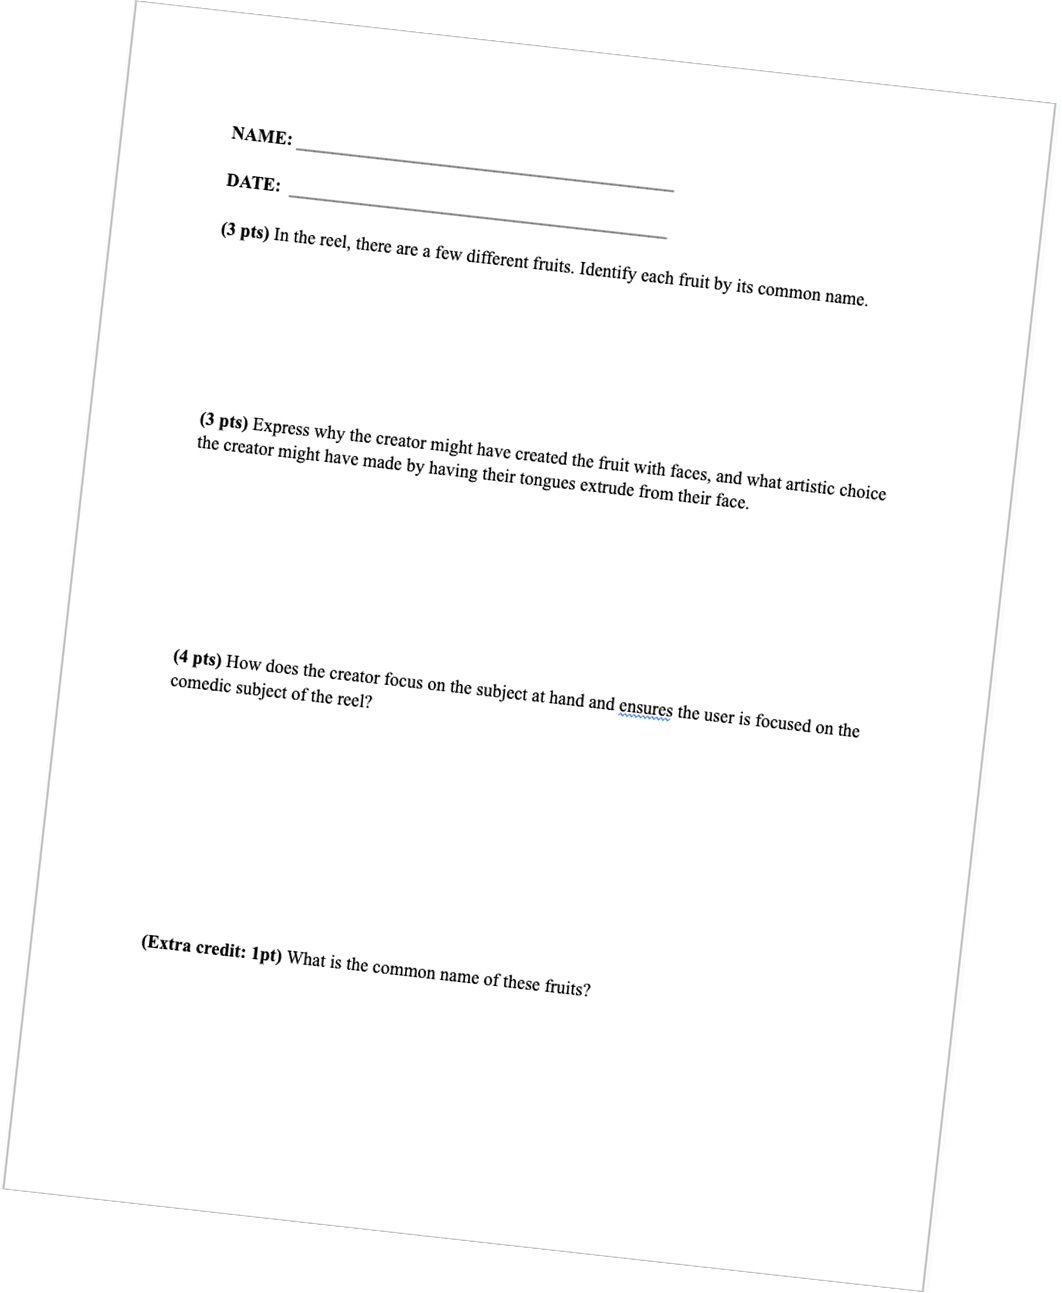 NAME:
DATE:
(3 pts) In the reel, there are a few different fruits. Identify each fruit by its common name.
(3 pts) Express why the creator might have created the fruit with faces, and what artistic choice
the creator might have made by having their tongues extrude from their face.
(4 pts) How does the creator focus on the subject at hand and ensures the user is focused on the
comedic subject of the reel?
(Extra credit: 1pt) What is the common name of these fruits?